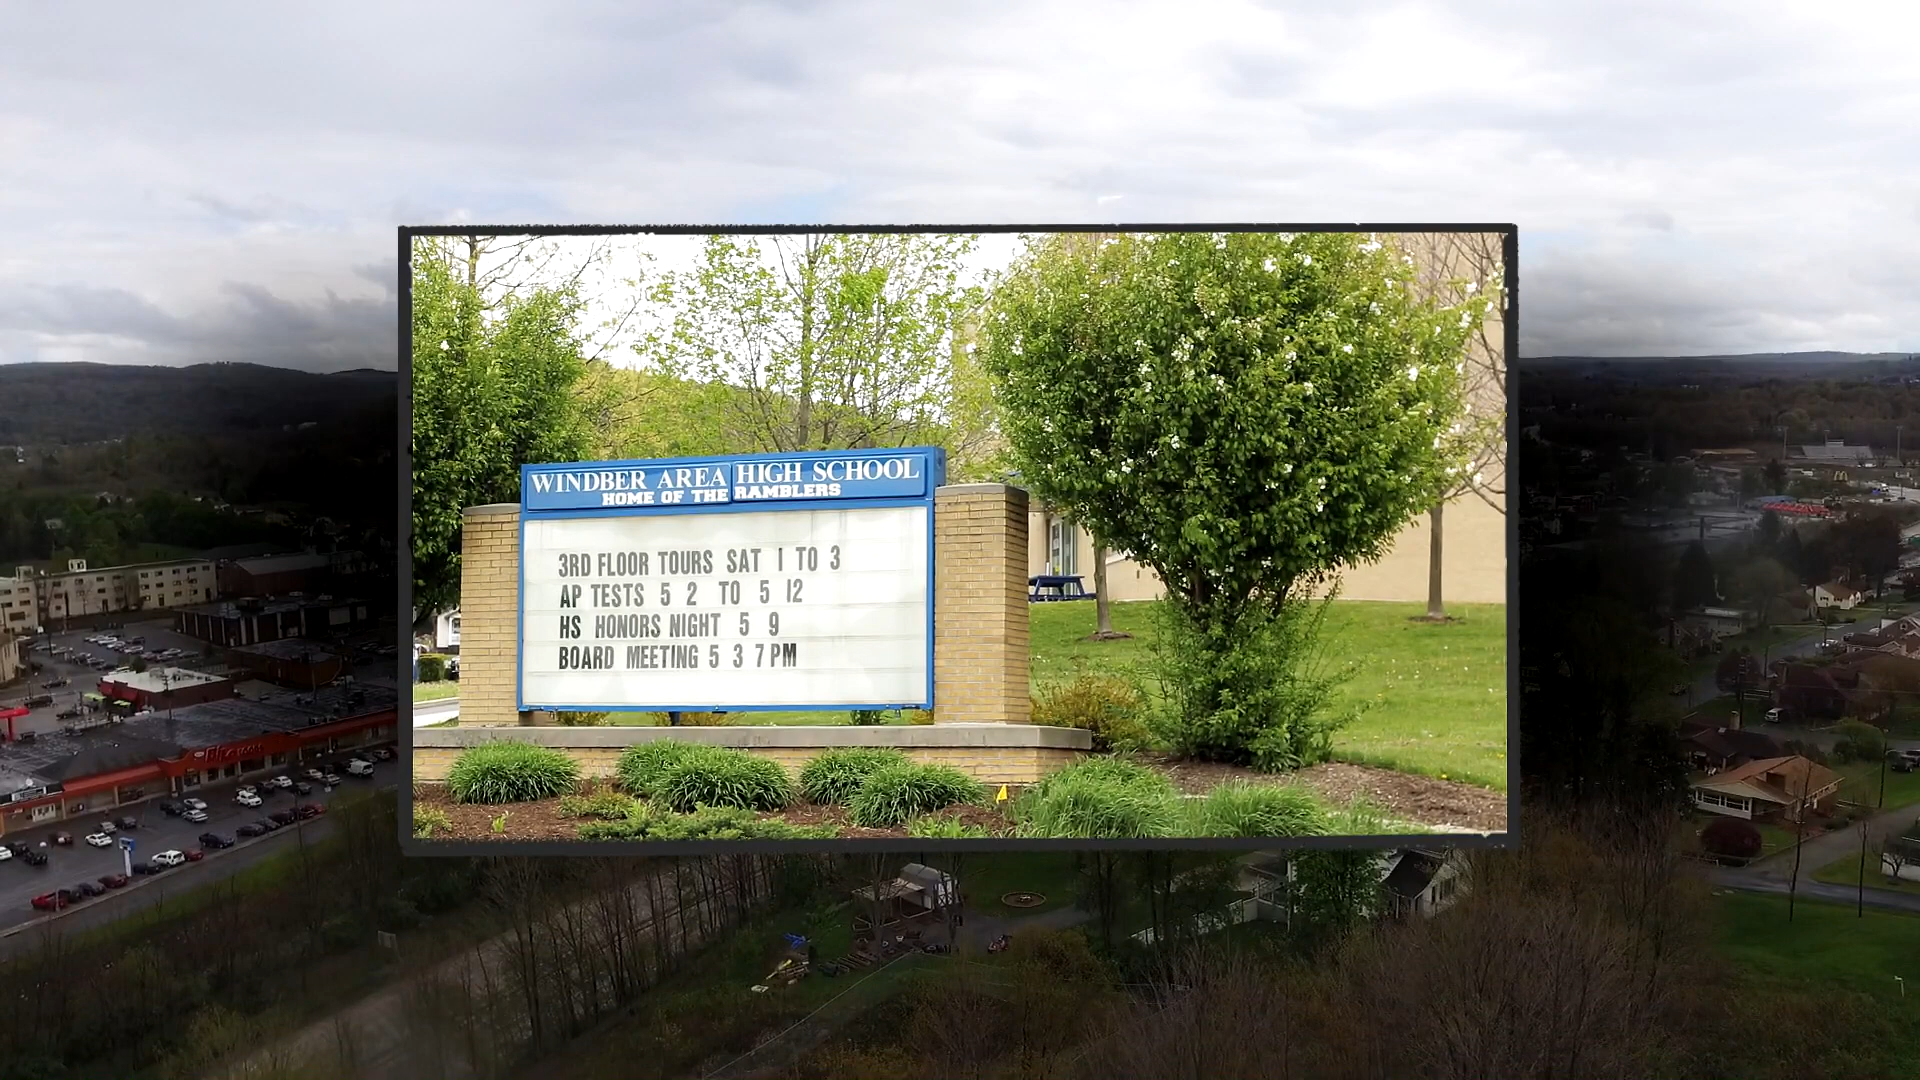 WINDBER AREA HIGH SCHOOL
HOME OF THE RAMBLERS
3RD FLOOR TOURS SAT 1 TO 3
AP TESTS 5 2 TO 5 12
HS HONORS NIGHT 5 9
BOARD MEETING 5 3 7PM